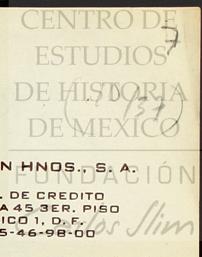 CENTRO DE
ESTUDIOS
DE HISTORIA
DE MEXICO
7
N HNOS., S. A.
FUNDACIÓN
. DE CREDITO
A 45 3ER. PISO
ICO 1, D. F.
5-46-98-00
Carlos Slim